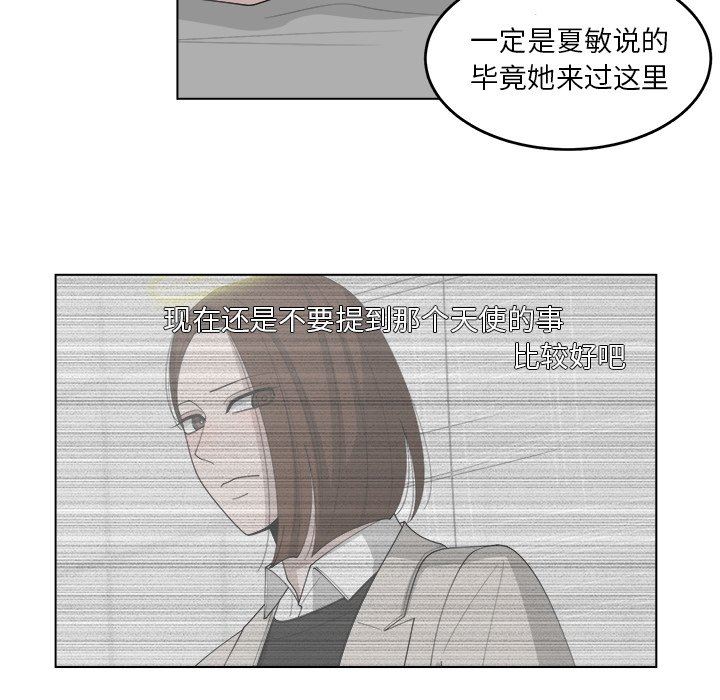 一定是夏敏说的
毕竟她来过这里
现在还是不要提到那个天使的事
比较好吧